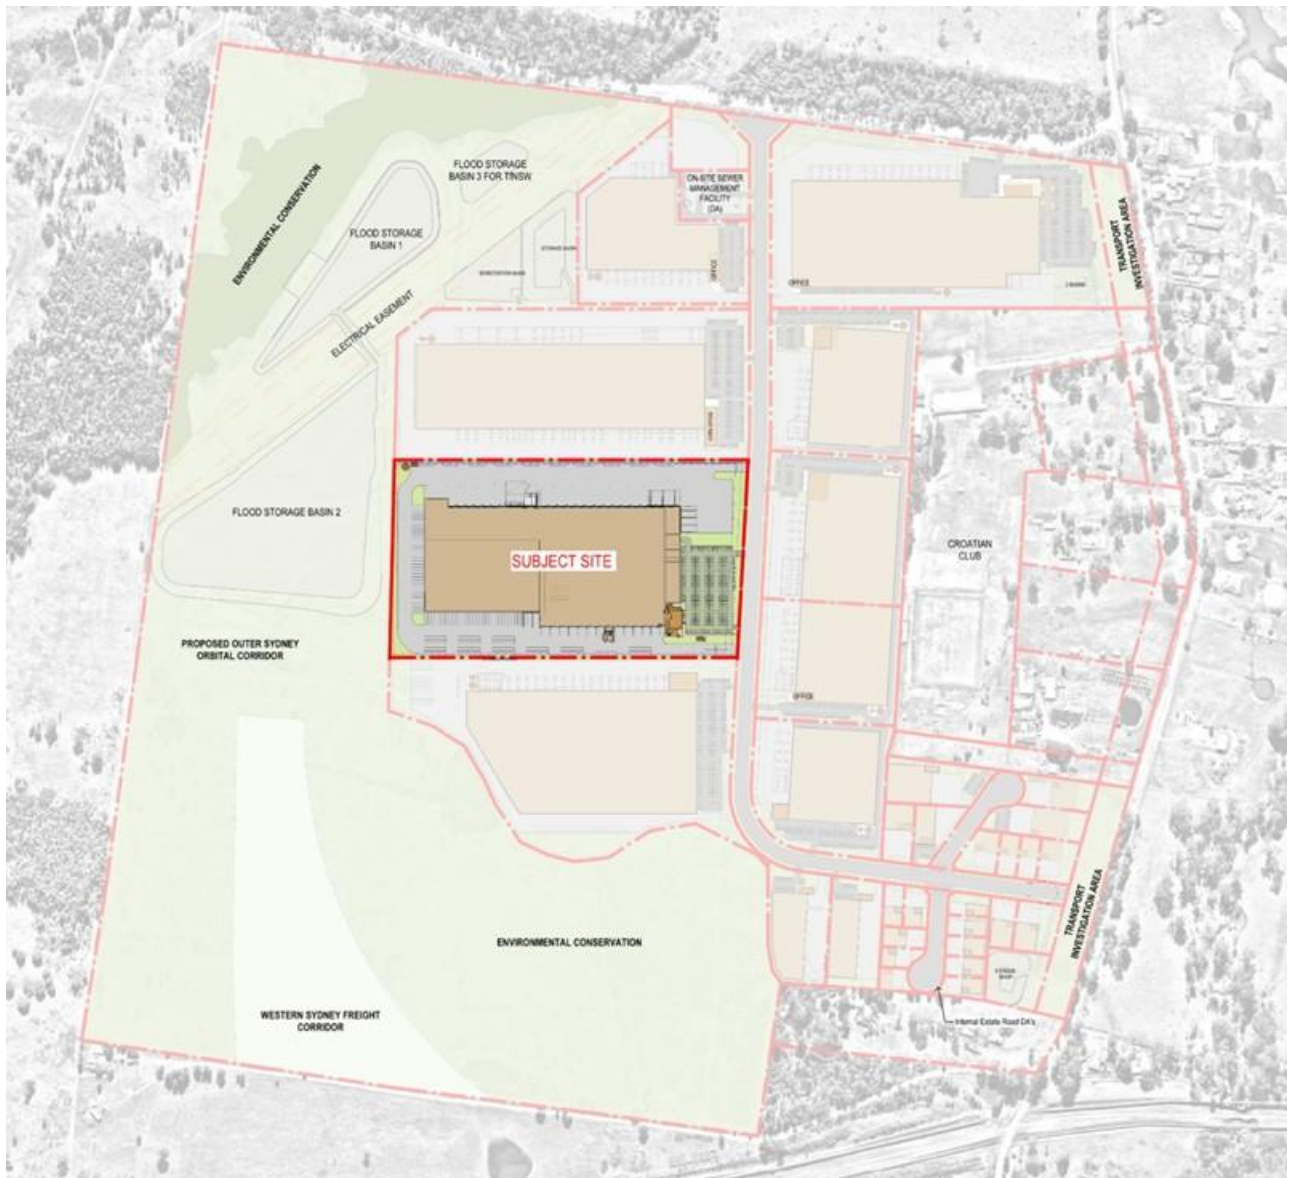 FLOOD STORAGE
BASIN 3 FOR TfNSW
ON-SITE SEWER
MANAGEMENT
FACILITY
(DA)
ENVIRONMENTAL CONSERVATION
FLOOD STORAGE
BASIN 1
STORAGE BASIN
OFFICE
OFFICE
TRANSPORT
INVESTIGATION AREA
ELECTRICAL EASEMENT
FLOOD STORAGE BASIN 2
SUBJECT SITE
CROATIAN
CLUB
PROPOSED OUTER SYDNEY
ORBITAL CORRIDOR
OFFICE
TRANSPORT
INVESTIGATION AREA
ENVIRONMENTAL CONSERVATION
WESTERN SYDNEY FREIGHT
CORRIDOR
Internal Estate Road DA's